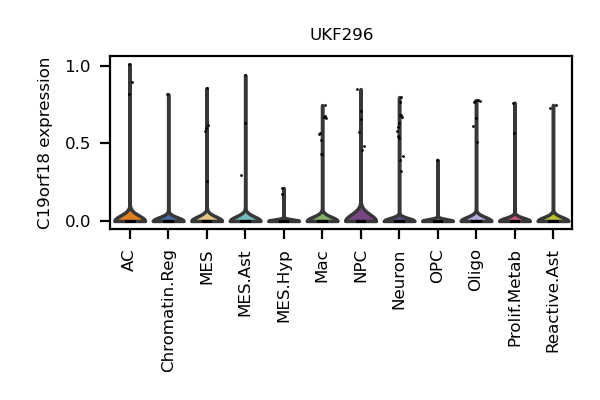 UKF296
C19orf18 expression
1.0
0.5
0.0
AC
Chromatin.Reg
MES
MES.Ast
MES.Hyp
Mac
NPC
Neuron
OPC
Oligo
Prolif.Metab
Reactive.Ast